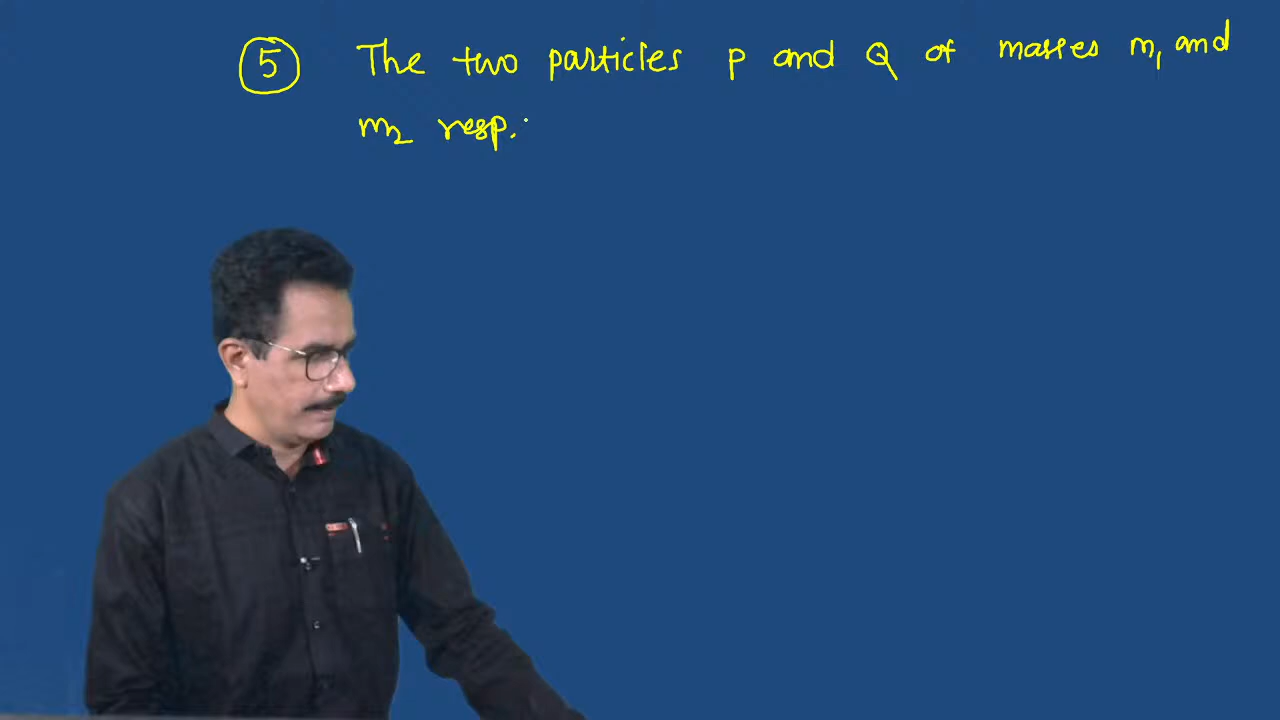 5 The two particles p and Q of masses m₁ and
m₂ resp.